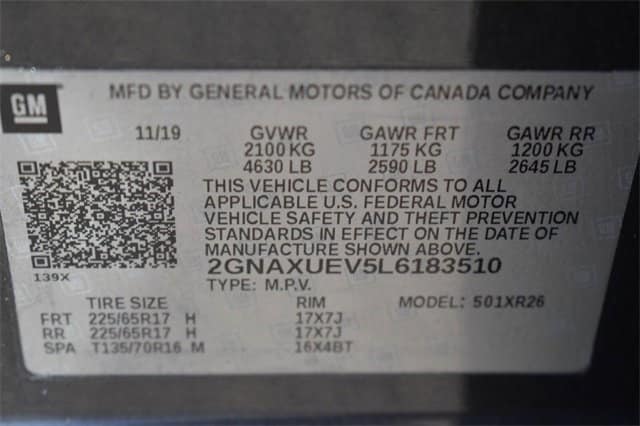 GM
MFD BY GENERAL MOTORS OF CANADA COMPANY
11/19 GVWR GAWR FRT GAWR RR
2100 KG 1175 KG 1200 KG
4630 LB 2590 LB 2645 LB
THIS VEHICLE CONFORMS TO ALL
APPLICABLE U.S. FEDERAL MOTOR
VEHICLE SAFETY AND THEFT PREVENTION
STANDARDS IN EFFECT ON THE DATE OF
MANUFACTURE SHOWN ABOVE.
139X
2GNAXUEV5L6183510
TYPE: M.P.V.
TIRE SIZE RIM MODEL: 501XR26
FRT 225/65R17 H 17X7J
RR 225/65R17 H 17X7J
SPA T135/70R16 M 16X4BT